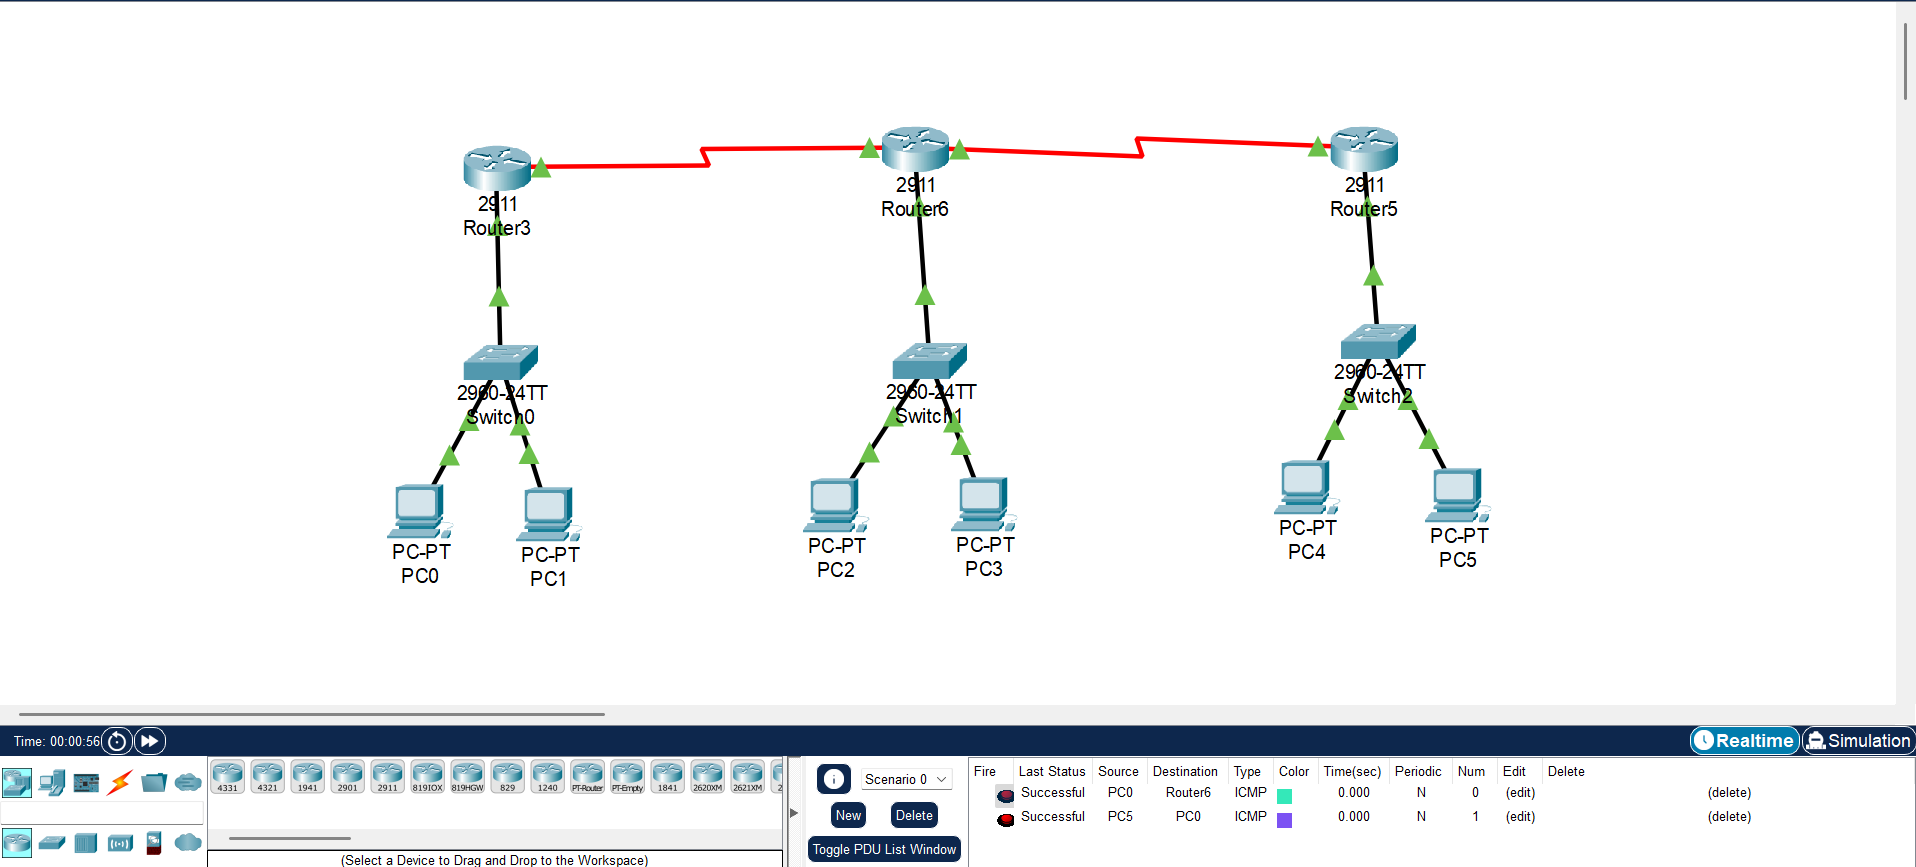 2911
Router3
2911
Router6
2911
Router5
2960-24TT
Switch0
2960-24TT
Switch1
2960-24TT
Switch2
PC-PT
PC0
PC-PT
PC1
PC-PT
PC2
PC-PT
PC3
PC-PT
PC4
PC-PT
PC5
Time: 00:00:56
Realtime
Simulation
4331
4321
1941
2901
2911
819IOX
819HGW
829
1240
PT-Router
PT-Empty
1841
2620XM
2621XM
2
(Select a Device to Drag and Drop to the Workspace)
Scenario 0
New
Delete
Toggle PDU List Window
Fire Last Status Source Destination Type Color Time(sec) Periodic Num Edit Delete
Successful PC0 Router6 ICMP 0.000 N 0 (edit) (delete)
Successful PC5 PC0 ICMP 0.000 N 1 (edit) (delete)